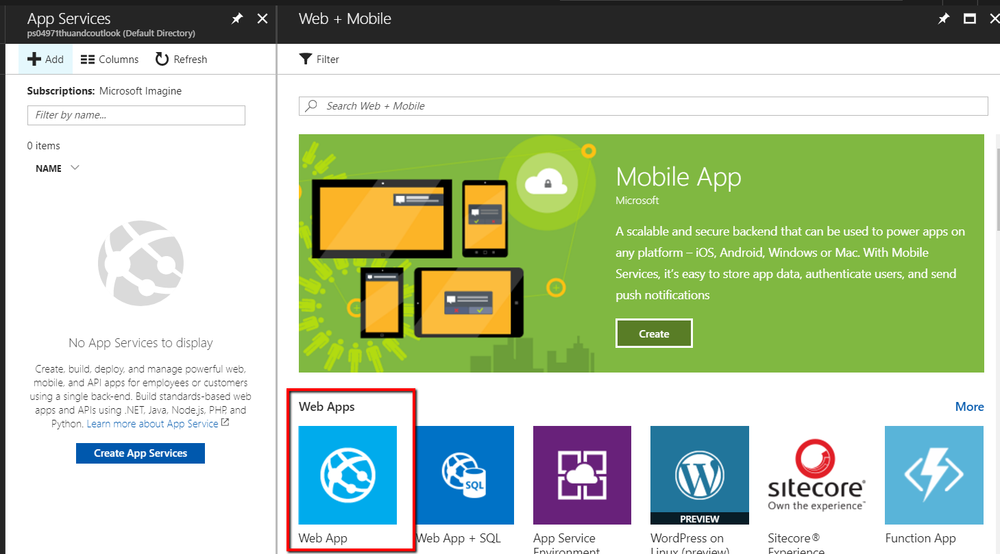 App Services
ps04971thuandcoutlook (Default Directory)
Add
Columns
Refresh
Subscriptions: Microsoft Imagine
Filter by name...
0 items
NAME
No App Services to display
Create, build, deploy, and manage powerful web,
mobile, and API apps for employees or customers
using a single back-end. Build standards-based web
apps and APIs using .NET, Java, Node.js, PHP, and
Python. Learn more about App Service
Create App Services
Web + Mobile
Filter
Search Web + Mobile
Mobile App
Microsoft
A scalable and secure backend that can be used to power apps on
any platform – iOS, Android, Windows or Mac. With Mobile
Services, it's easy to store app data, authenticate users, and send
push notifications
Create
Web Apps
More
SQL
PREVIEW
sitecore®
Own the experience™
Web App
Web App + SQL
App Service
Environment
WordPress on
Linux (preview)
Sitecore®
Experience
Function App